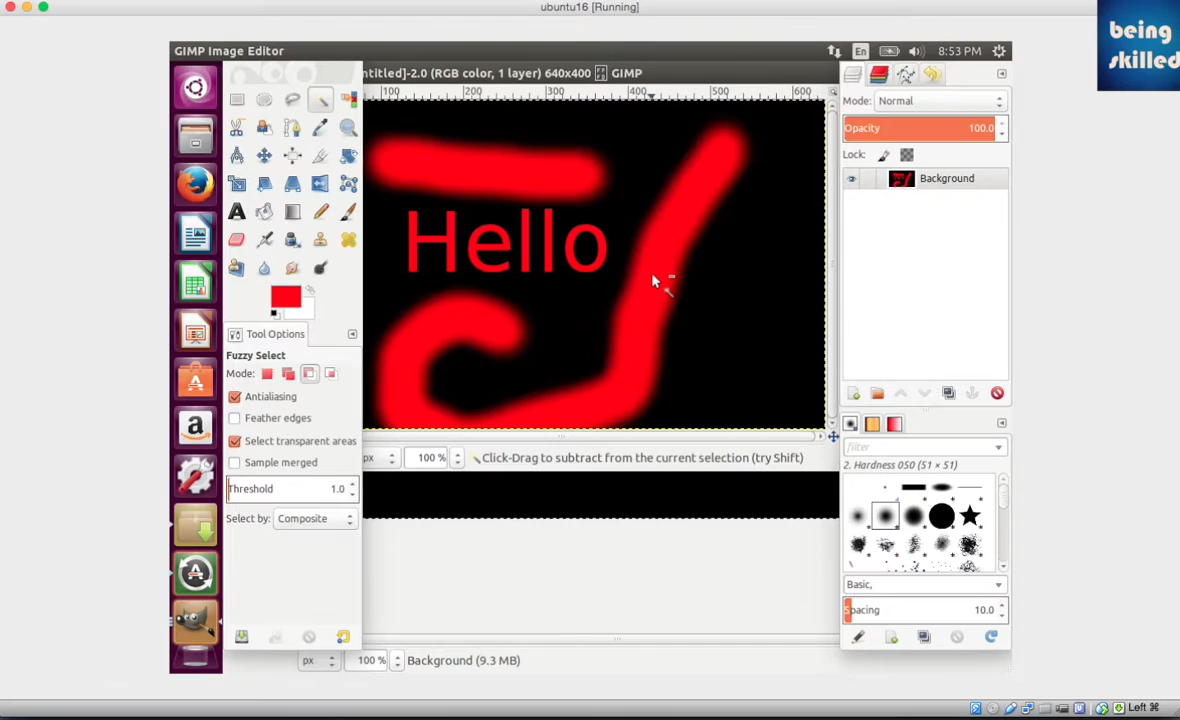 ubuntu16 [Running]
being
skilled
GIMP Image Editor
En
8:53 PM
ntitled]-2.0 (RGB color, 1 layer) 640x400
GIMP
100
200
300
400
500
600
Mode:
Normal
Opacity
100.0
Lock:
Background
Hello
Tool Options
Fuzzy Select
Mode:
Antialiasing
Feather edges
Select transparent areas
Sample merged
Threshold
1.0
Select by:
Composite
px
100 %
Click-Drag to subtract from the current selection (try Shift)
filter
2. Hardness 050 (51 × 51)
Basic,
Spacing
10.0
px
100 %
Background (9.3 MB)
Left ⌘